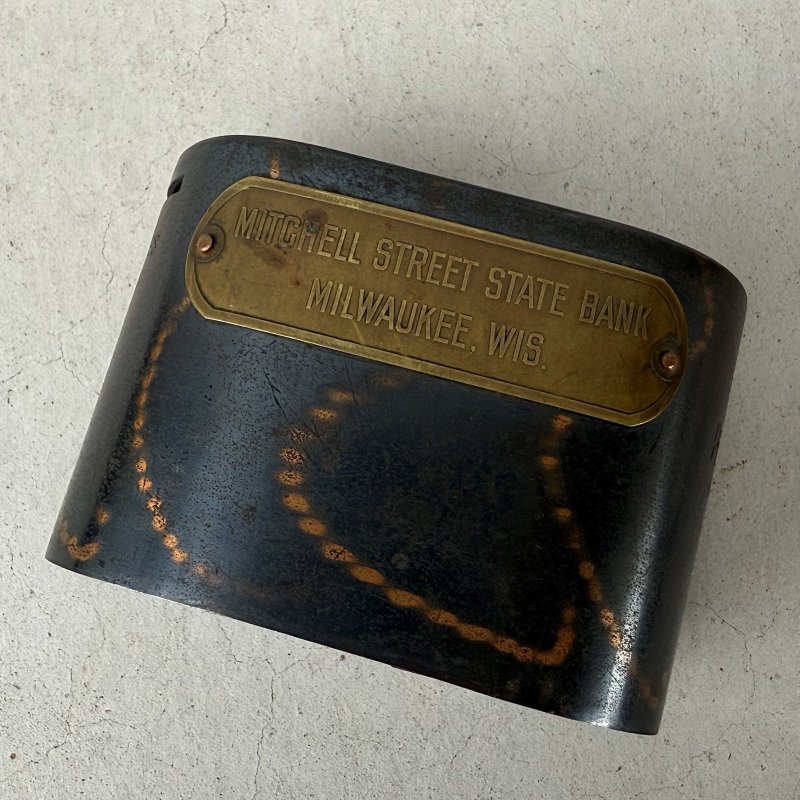 MITCHELL STREET STATE BANK
MILWAUKEE, WIS.